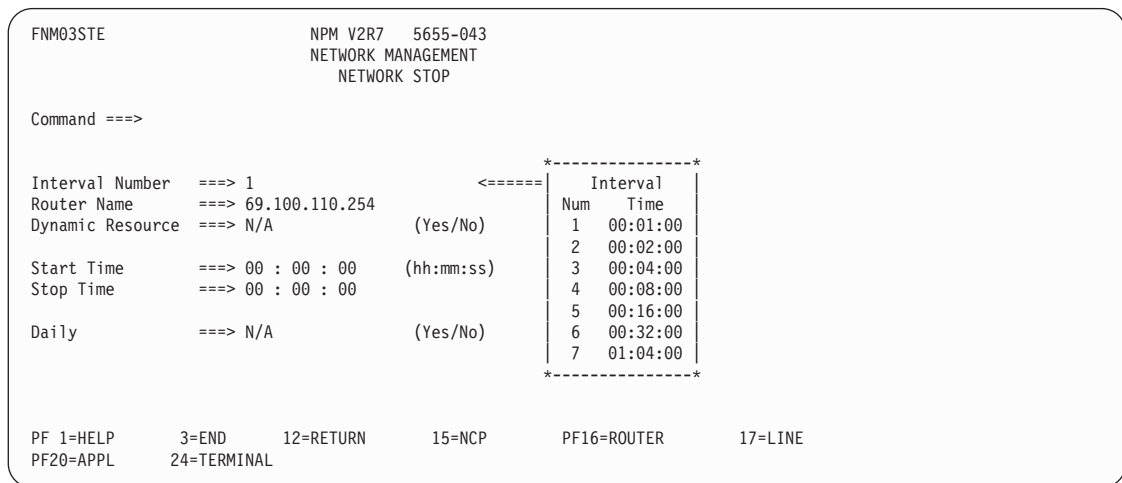 FNM03STE NPM V2R7 5655-043
NETWORK MANAGEMENT
NETWORK STOP
Command ===>
*---------------*
Interval Number ===> 1 <======| Interval |
Router Name ===> 69.100.110.254 | Num Time |
Dynamic Resource ===> N/A (Yes/No) | 1 00:01:00 |
| 2 00:02:00 |
Start Time ===> 00 : 00 : 00 (hh:mm:ss) | 3 00:04:00 |
Stop Time ===> 00 : 00 : 00 | 4 00:08:00 |
| 5 00:16:00 |
Daily ===> N/A (Yes/No) | 6 00:32:00 |
| 7 01:04:00 |
*---------------*
PF 1=HELP 3=END 12=RETURN 15=NCP PF16=ROUTER 17=LINE
PF20=APPL 24=TERMINAL